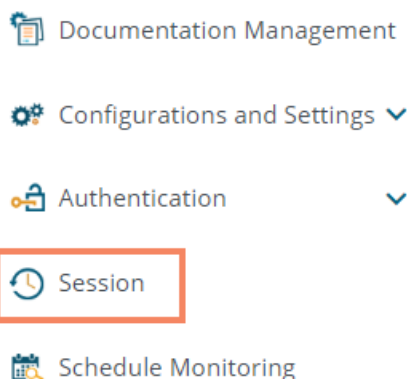 Documentation Management
Configurations and Settings
Authentication
Session
Schedule Monitoring